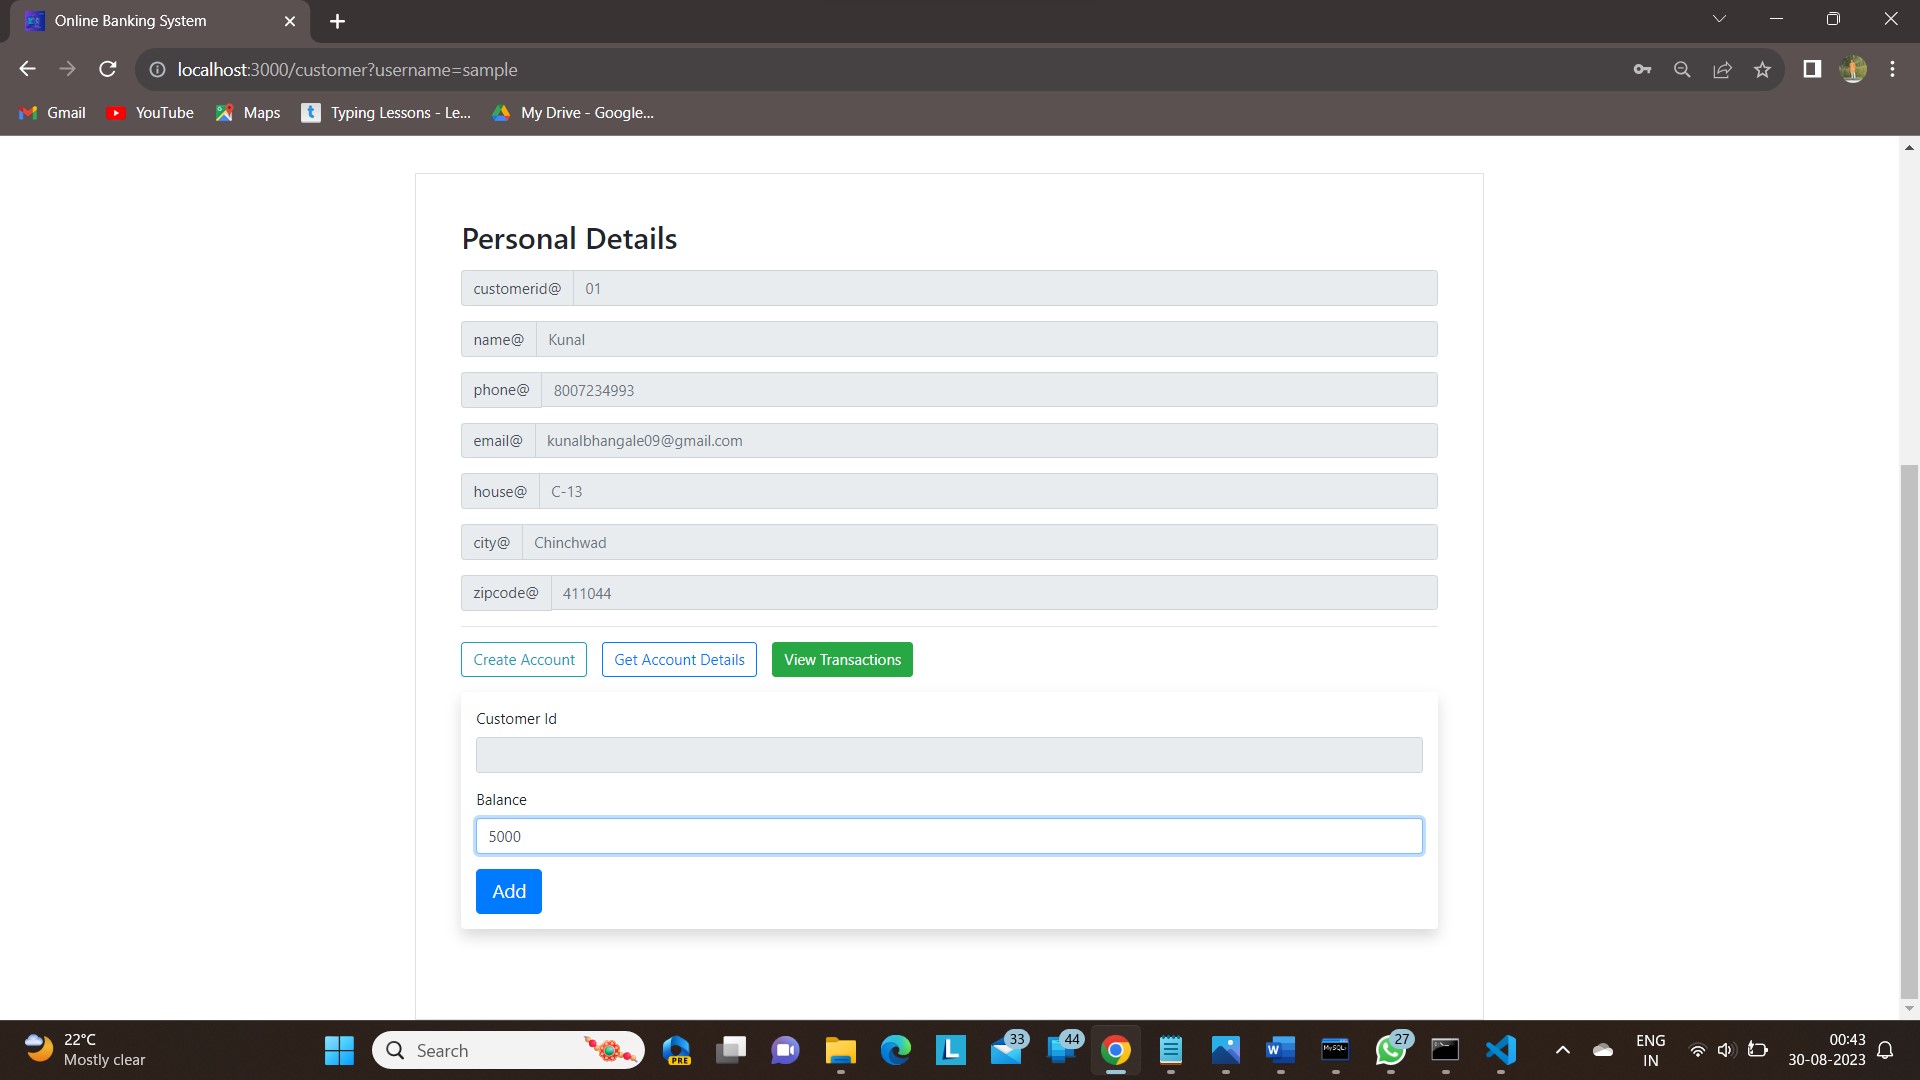 Online Banking System
localhost:3000/customer?username=sample
Gmail YouTube Maps Typing Lessons - Le... My Drive - Google...
Personal Details
customerid@ 01
name@ Kunal
phone@ 8007234993
email@ kunalbhangale09@gmail.com
house@ C-13
city@ Chinchwad
zipcode@ 411044
Create Account Get Account Details View Transactions
Customer Id
Balance
5000
Add
22°C
Mostly clear
Search
PRE
L
33
44
W
MySQL
27
ENG
IN
00:43
30-08-2023